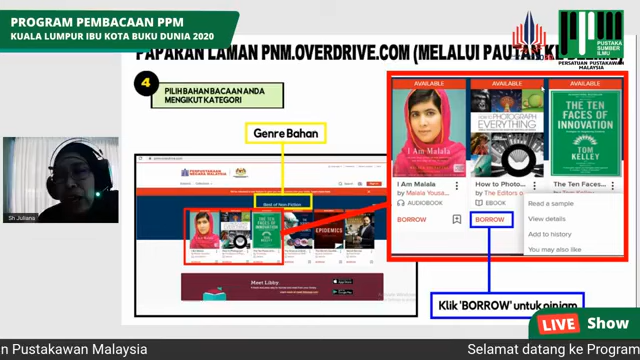 PROGRAM PEMBACAAN PPM
KUALA LUMPUR IBU KOTA BUKU DUNIA 2020
PUSTAKA
SUMBER
ILMU
PERSATUAN PUSTAKAWAN
MALAYSIA
PAPARAN LAMAN PNM.OVERDRIVE.COM (MELALUI PAUTAN
4
PILIH BAHAN BACAAN ANDA
MENGIKUT KATEGORI
Genre Bahan
PERPUSTAKAAN
NEGARA MALAYSIA
Best of Non-Fiction
EPIDEMICS
Meet Libby
AVAILABLE
AVAILABLE
AVAILABLE
I Am Malala
HOW TO PHOTOGRAPH
EVERYTHING
THE TEN
FACES OF
INNOVATION
TOM
KELLEY
I Am Malala
by Malala Yousa...
AUDIOBOOK
BORROW
How to Photo...
by The Editors o
EBOOK
BORROW
The Ten Faces...
Read a sample
View details
Add to history
You may also like
Klik 'BORROW' untuk pinjam
Sh Julians
LIVE Show
n Pustakawan Malaysia
Selamat datang ke Program